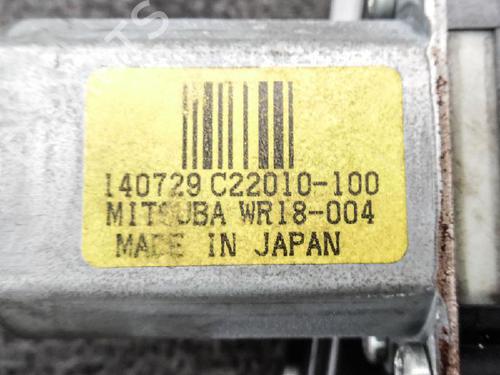 140729 C22010-100
MITSUBA WR18-004
MADE IN JAPAN